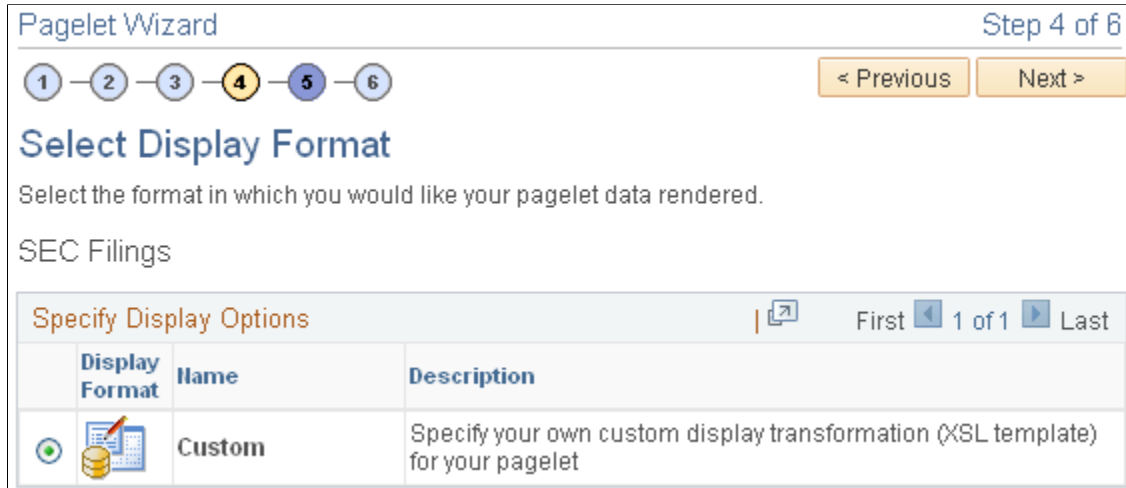 Pagelet Wizard Step 4 of 6
1 2 3 4 5 6 < Previous Next >
Select Display Format
Select the format in which you would like your pagelet data rendered.
SEC Filings
Specify Display Options | First 1 of 1 Last
Display Format Name Description
Custom Specify your own custom display transformation (XSL template)
for your pagelet